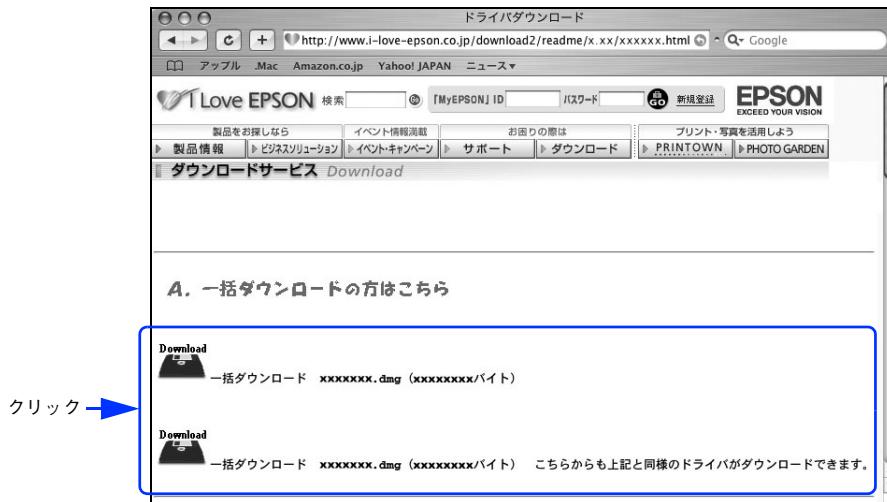 ドライバダウンロード
http://www.i-love-epson.co.jp/download2/readme/x.xx/xxxxxx.html
Google
アップル .Mac Amazon.co.jp Yahoo! JAPAN ニュース▼
I Love EPSON 検索 「MyEPSON」ID パスワード GO 新規登録 EPSON
EXCEED YOUR VISION
製品をお探しなら イベント情報満載 お困りの際は プリント・写真を活用しよう
製品情報 ビジネスソリューション イベント・キャンペーン サポート ダウンロード PRINTOWN PHOTO GARDEN
ダウンロードサービス Download
A. 一括ダウンロードの方はこちら
Download
一括ダウンロード xxxxxxx.dmg（xxxxxxxxバイト）
クリック
Download
一括ダウンロード xxxxxxx.dmg（xxxxxxxxバイト） こちらからも上記と同様のドライバがダウンロードできます。